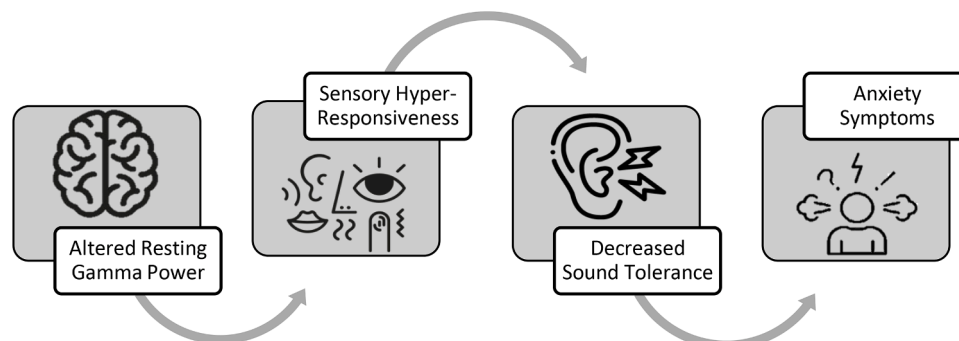 Altered Resting
Gamma Power
Sensory Hyper-
Responsiveness
Decreased
Sound Tolerance
Anxiety
Symptoms